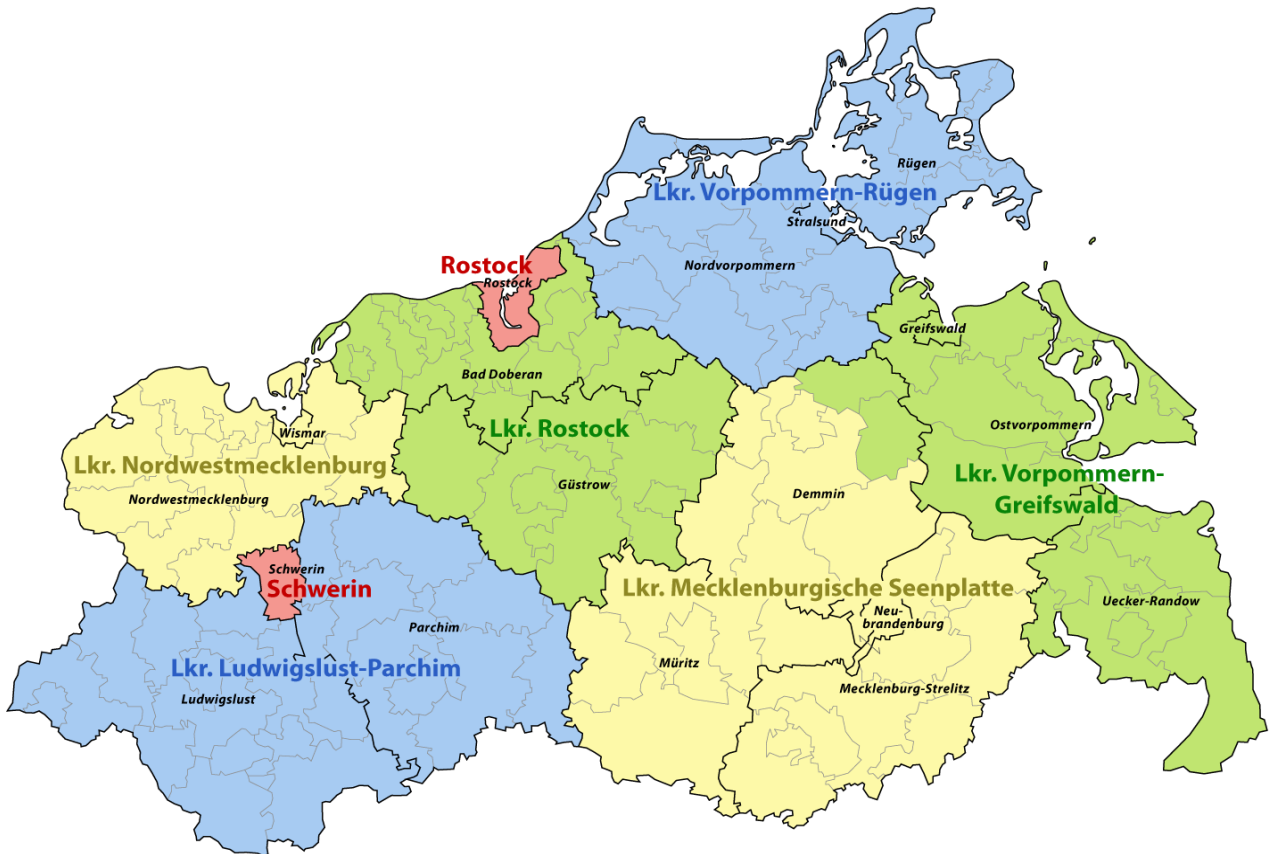 Rügen
Lkr. Vorpommern-Rügen
Stralsund
Nordvorpommern
Rostock
Rostock
Greifswald
Bad Doberan
Ostvorpommern
Lkr. Rostock
Wismar
Lkr. Nordwestmecklenburg
Nordwestmecklenburg
Güstrow
Demmin
Lkr. Vorpommern-
Greifswald
Schwerin
Schwerin
Lkr. Mecklenburgische Seenplatte
Neu-
brandenburg
Uecker-Randow
Parchim
Müritz
Lkr. Ludwigslust-Parchim
Mecklenburg-Strelitz
Ludwigslust